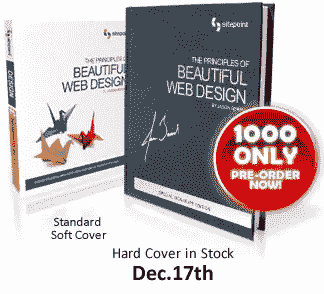 sitepoint
THE PRINCIPLES OF
BEAUTIFUL
WEB DESIGN
DESIGN
sitepoint
THE PRINCIPLES OF
BEAUTIFUL
WEB DESIGN
1000
ONLY
PRE-ORDER
NOW!
Standard
Soft Cover
Hard Cover in Stock
Dec.17th